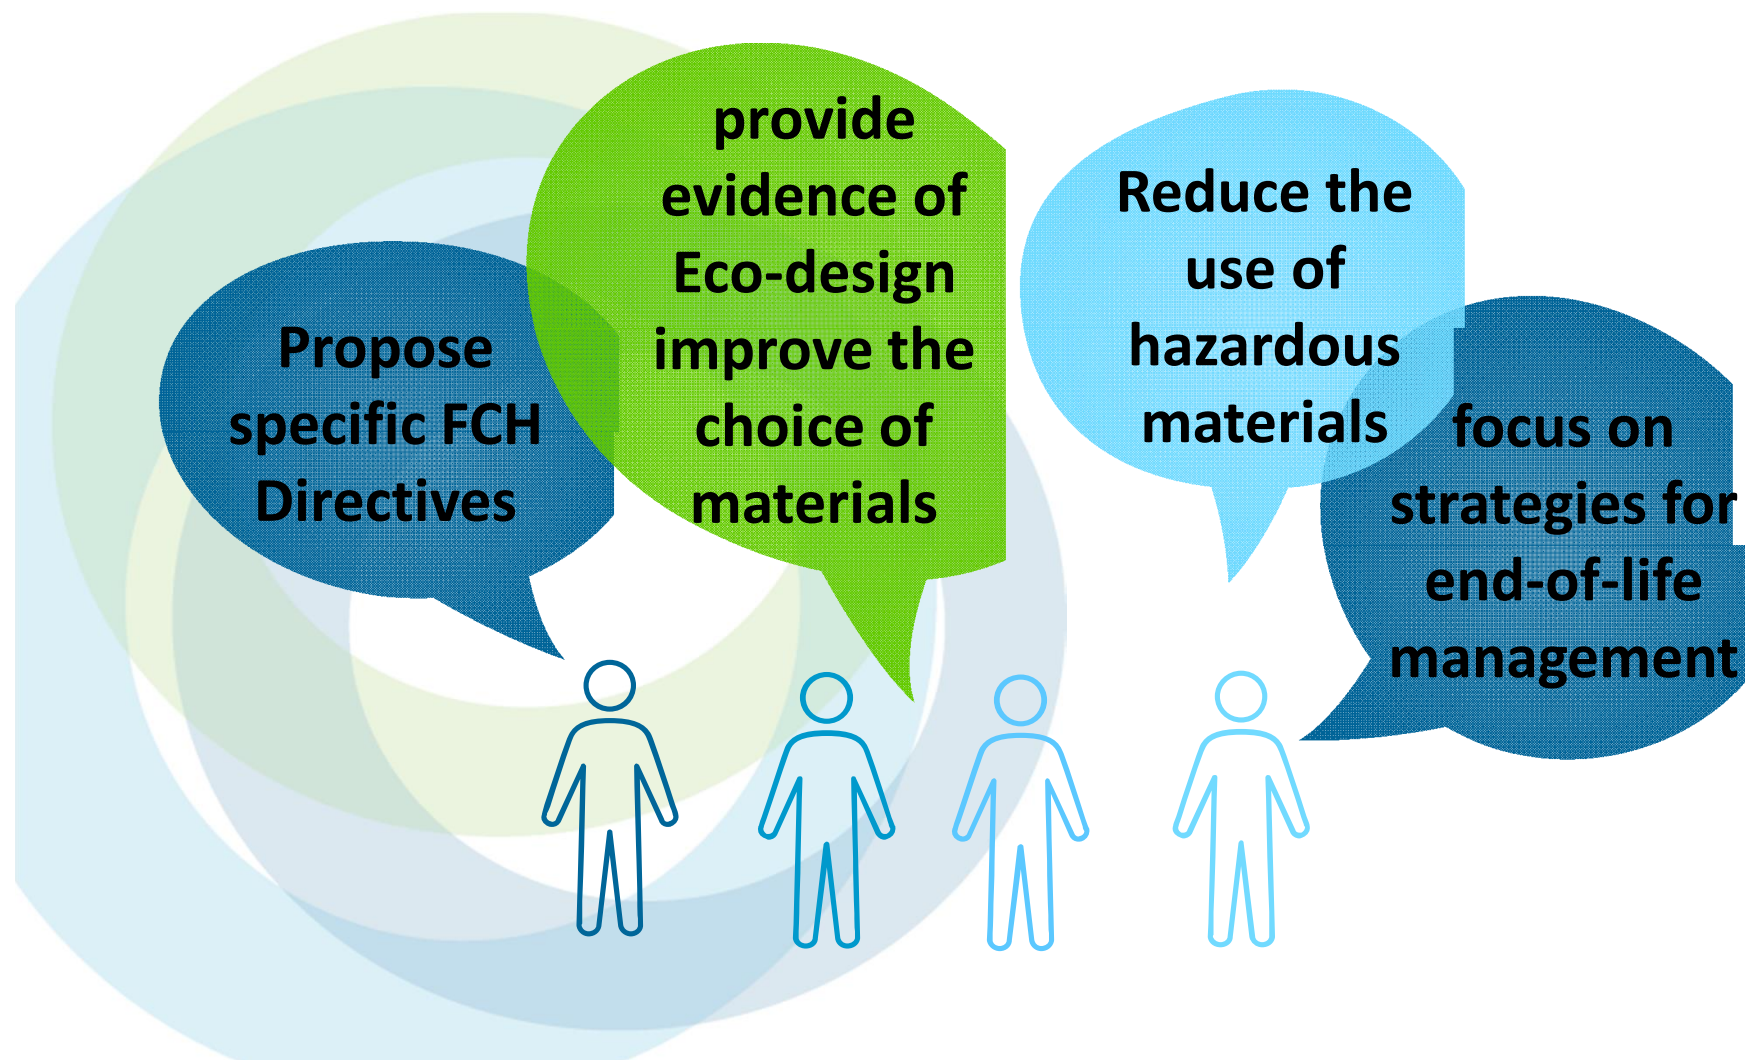 Propose
specific FCH
Directives
provide
evidence of
Eco-design
improve the
choice of
materials
Reduce the
use of
hazardous
materials
focus on
strategies for
end-of-life
management